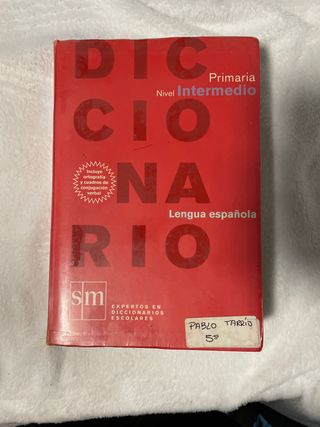 DIC
Primaria
Nivel Intermedio
CIO
Incluye
ortografía
y cuadros de
conjugación
verbal
NA
Lengua española
RIO
sm
EXPERTOS EN
DICCIONARIOS
ESCOLARES
PABLO TARRÍO
5º